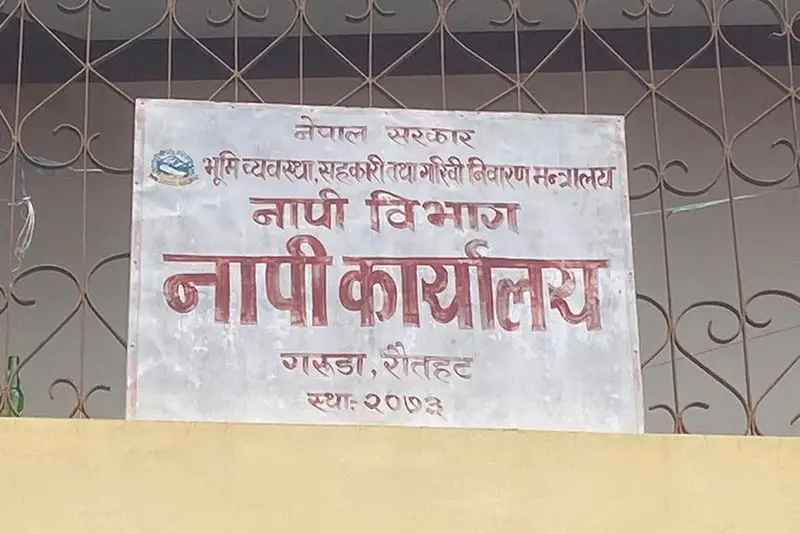 नेपाल सरकार
भूमि व्यवस्था, सहकारी तथा गरिवी निवारण मन्त्रालय
नापी विभाग
नापी कार्यालय
गरूडा, रौतहट
स्था: २०७३